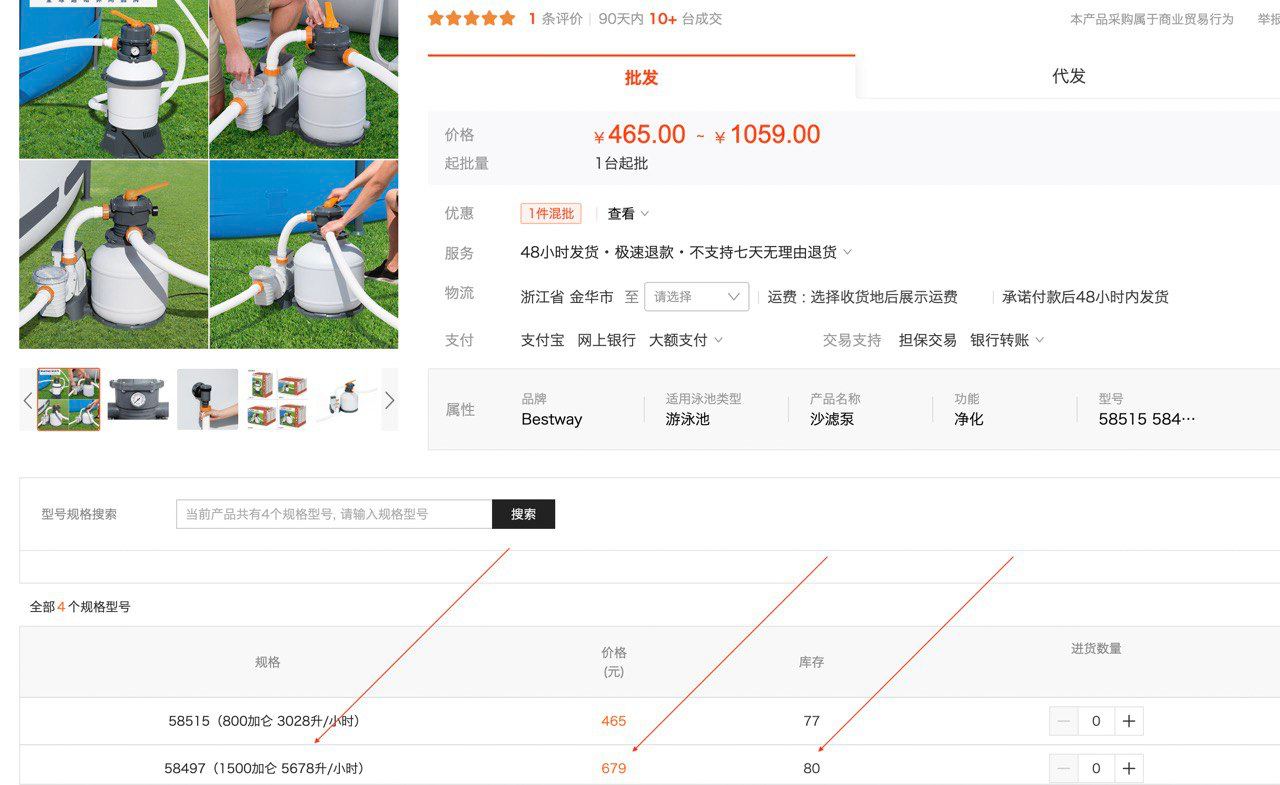 1 条评价 90天内 10+ 台成交 本产品采购属于商业贸易行为 举报
批发 代发
价格 ¥465.00 ~ ¥1059.00
起批量 1台起批
优惠 1件混批 查看
服务 48小时发货・极速退款・不支持七天无理由退货
物流 浙江省 金华市 至 请选择 运费：选择收货地后展示运费 承诺付款后48小时内发货
支付 支付宝 网上银行 大额支付 交易支持 担保交易 银行转账
属性
品牌 适用泳池类型 产品名称 功能 型号
Bestway 游泳池 沙滤泵 净化 58515 584…
型号规格搜索 当前产品共有4个规格型号, 请输入规格型号 搜索
全部4个规格型号
规格 价格 库存 进货数量
(元)
58515（800加仑 3028升/小时） 465 77 0
58497（1500加仑 5678升/小时） 679 80 0